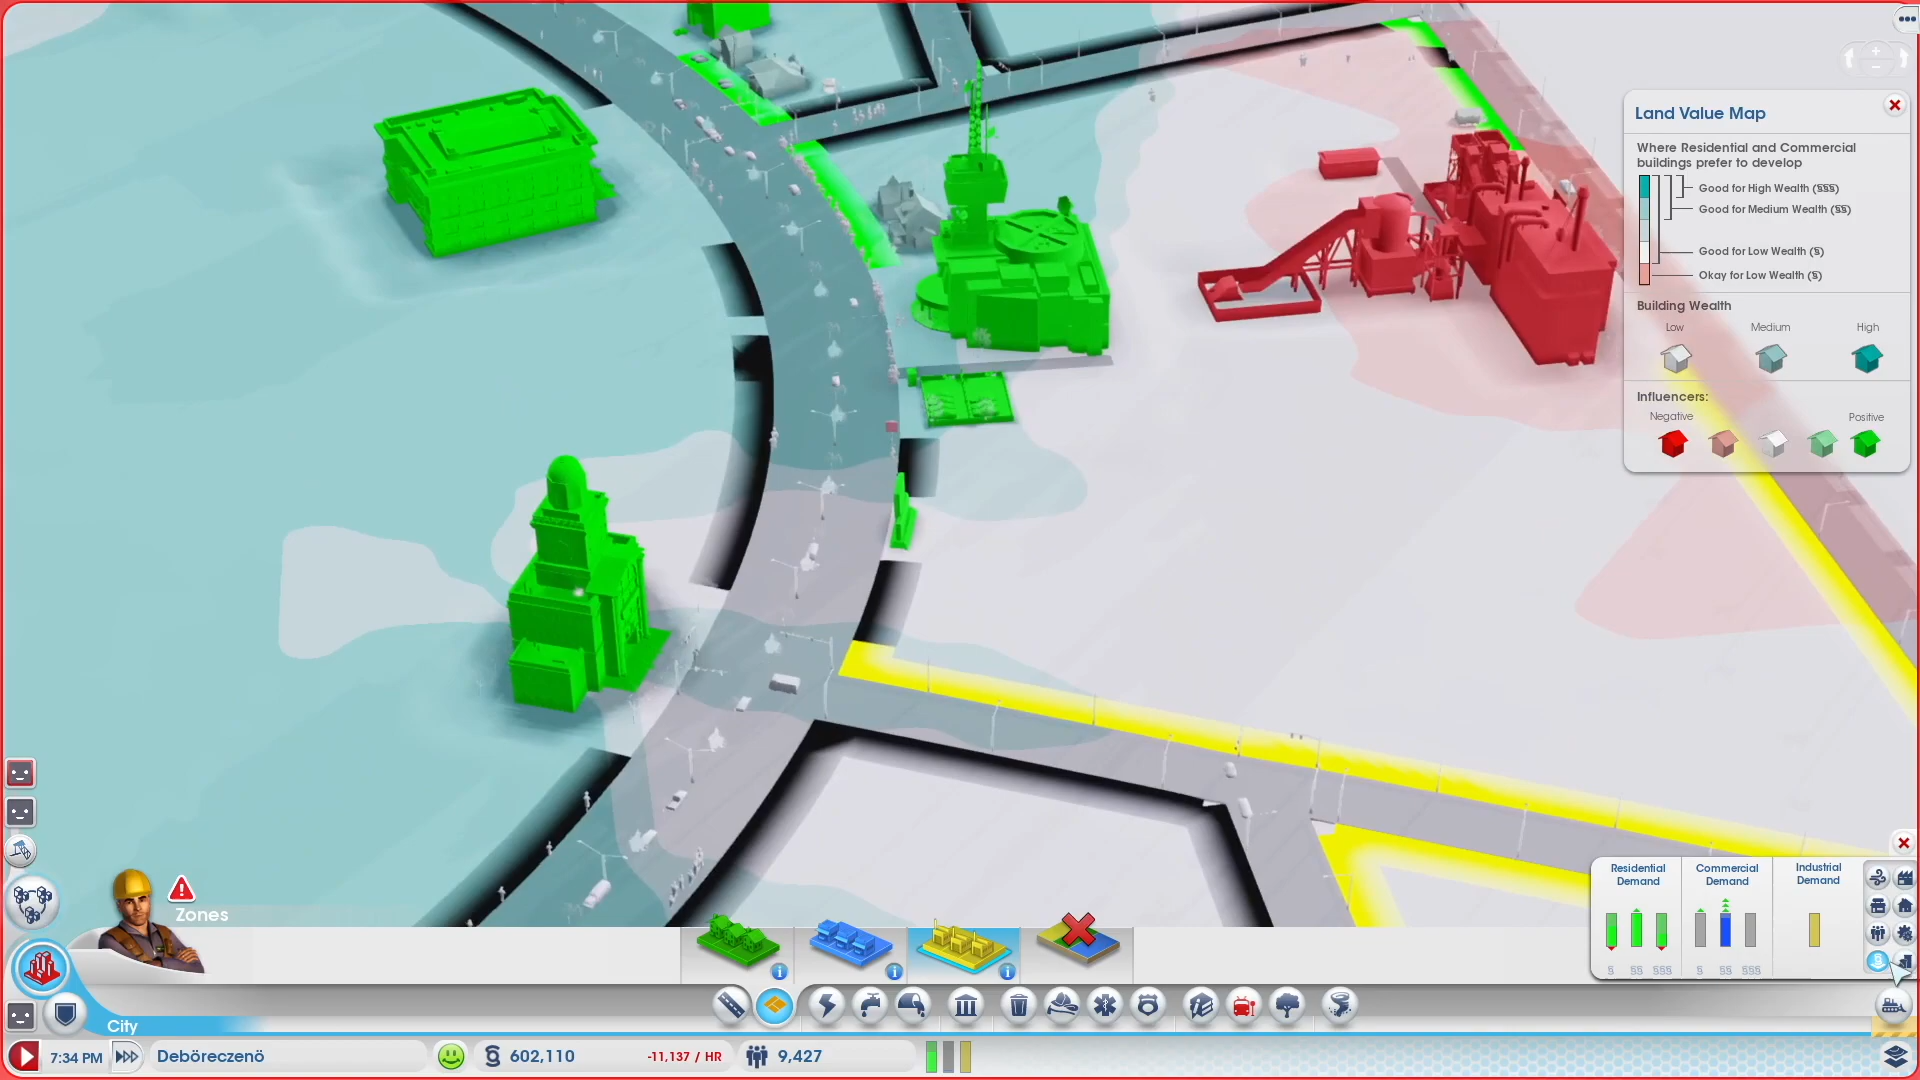 Land Value Map
Where Residential and Commercial
buildings prefer to develop
Good for High Wealth (§§§)
Good for Medium Wealth (§§)
Good for Low Wealth (§)
Okay for Low Wealth (§)
Building Wealth
Low Medium High
Influencers:
Negative Positive
Residential Demand
Commercial Demand
Industrial Demand
§ §§ §§§ § §§ §§§
Zones
City
7:34 PM
Deböreczenö
602,110
-11,137 / HR
9,427